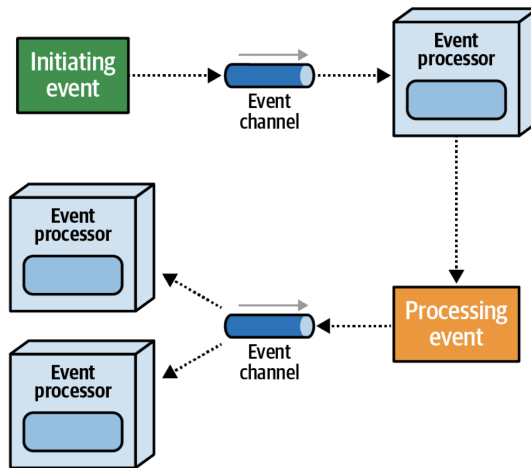 Initiating
event
Event
channel
Event
processor
Event
processor
Event
channel
Processing
event
Event
processor